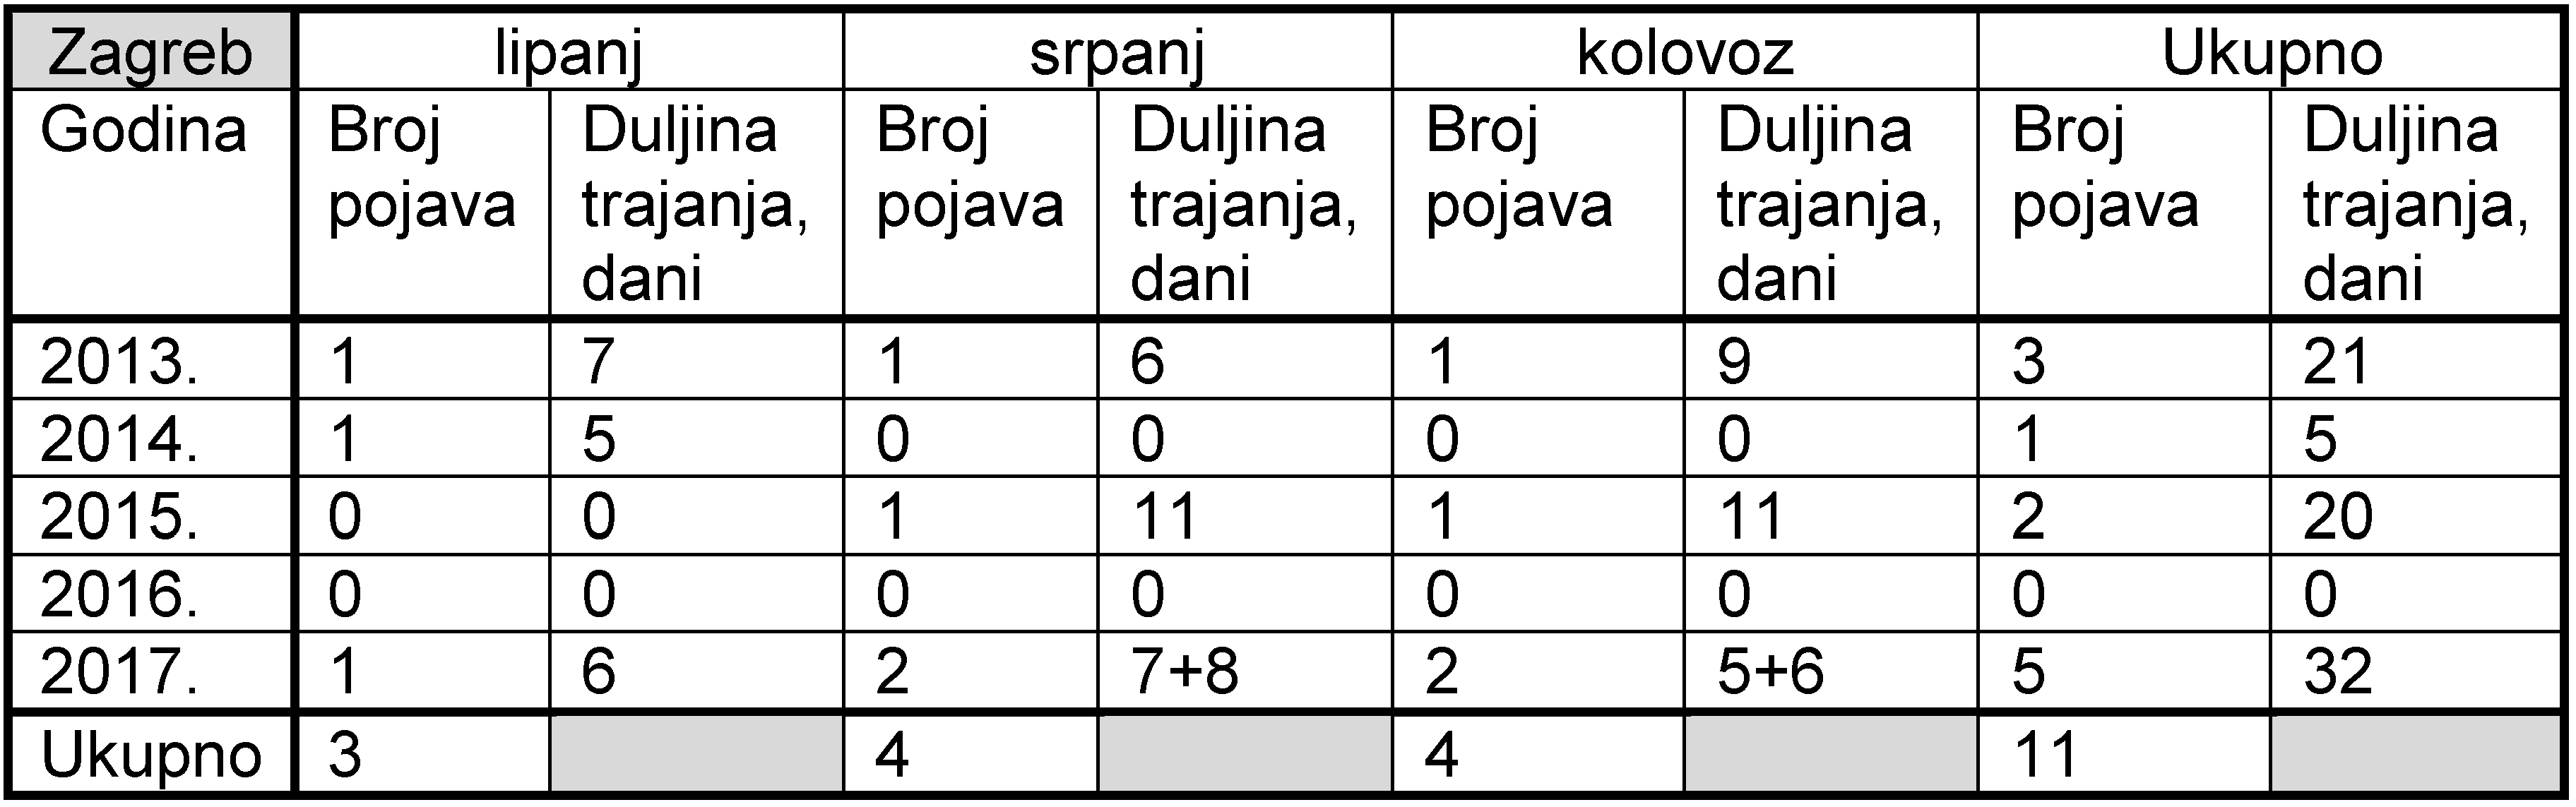 Zagreb lipanj srpanj kolovoz Ukupno
Godina Broj Duljina Broj Duljina Broj Duljina Broj Duljina
pojava trajanja, pojava trajanja, pojava trajanja, pojava trajanja,
dani dani dani dani
2013. 1 7 1 6 1 9 3 21
2014. 1 5 0 0 0 0 1 5
2015. 0 0 1 11 1 11 2 20
2016. 0 0 0 0 0 0 0 0
2017. 1 6 2 7+8 2 5+6 5 32
Ukupno 3 4 4 11